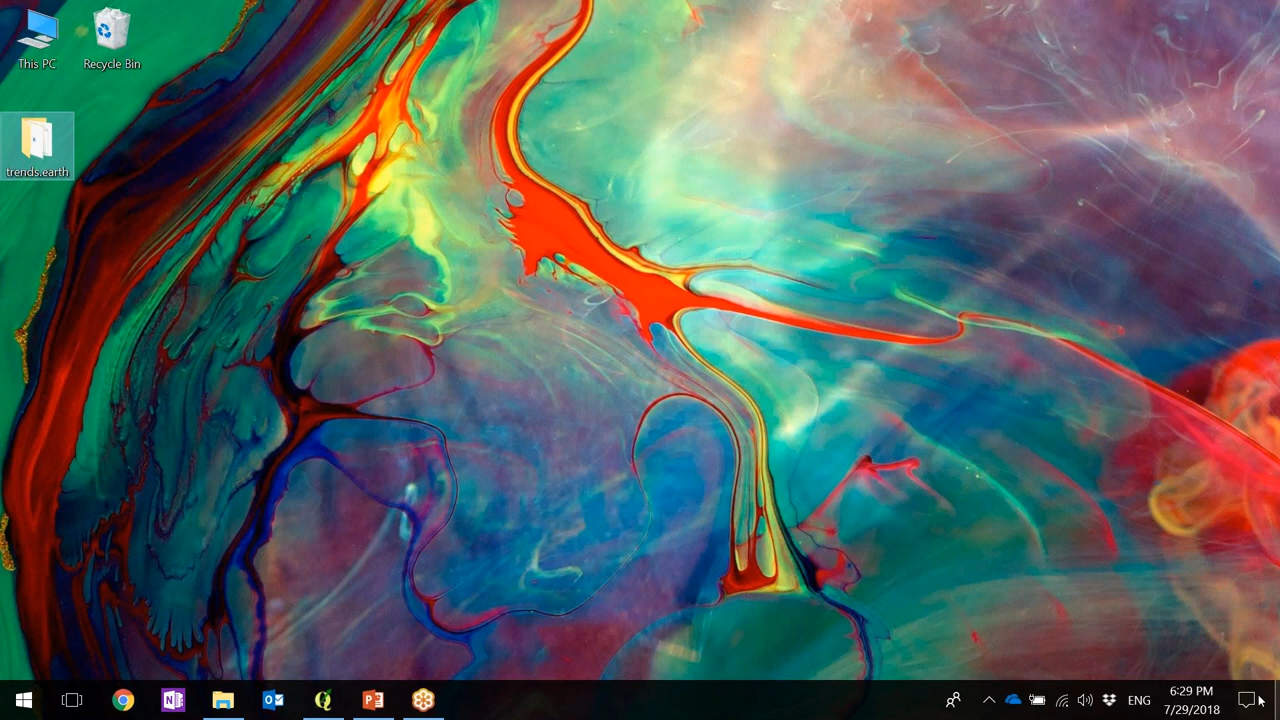 This PC
Recycle Bin
trends.earth
N
O
P
ENG
6:29 PM
7/29/2018